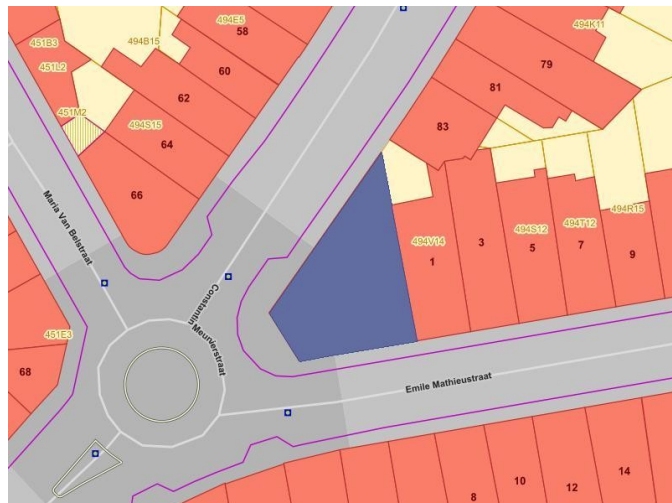 494E5
58
494K11
451B3
494B15
451L2
60
79
62
81
451M2
494S15
83
64
66
Maria Van Belstraat
494V14
1
3
494S12
5
494T12
7
494R15
9
Constantin
Meunierstraat
451E3
68
Emile Mathieustraat
8
10
12
14